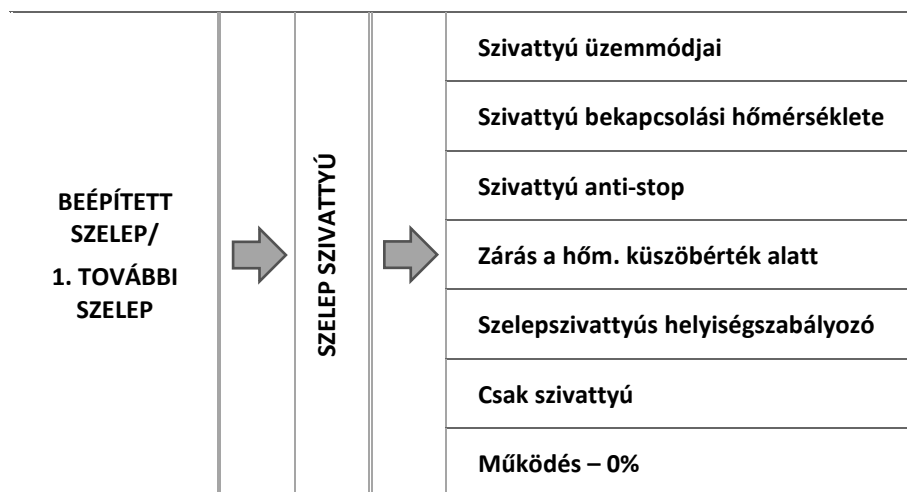 BEÉPÍTETT
SZELEP/
1. TOVÁBBI
SZELEP
SZELEP SZIVATTYÚ
Szivattyú üzemmódjai
Szivattyú bekapcsolási hőmérséklete
Szivattyú anti-stop
Zárás a hőm. küszöbérték alatt
Szelepszivattyús helyiségszabályozó
Csak szivattyú
Működés – 0%